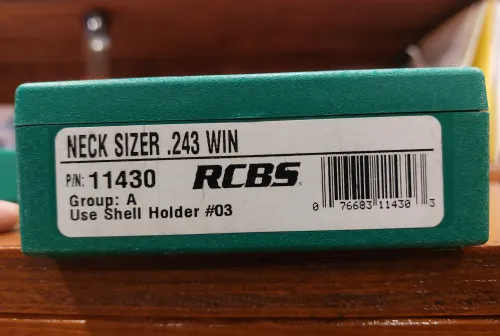 NECK SIZER .243 WIN
P/N: 11430
RCBS
Group: A
Use Shell Holder #03
0 76683 11430 3